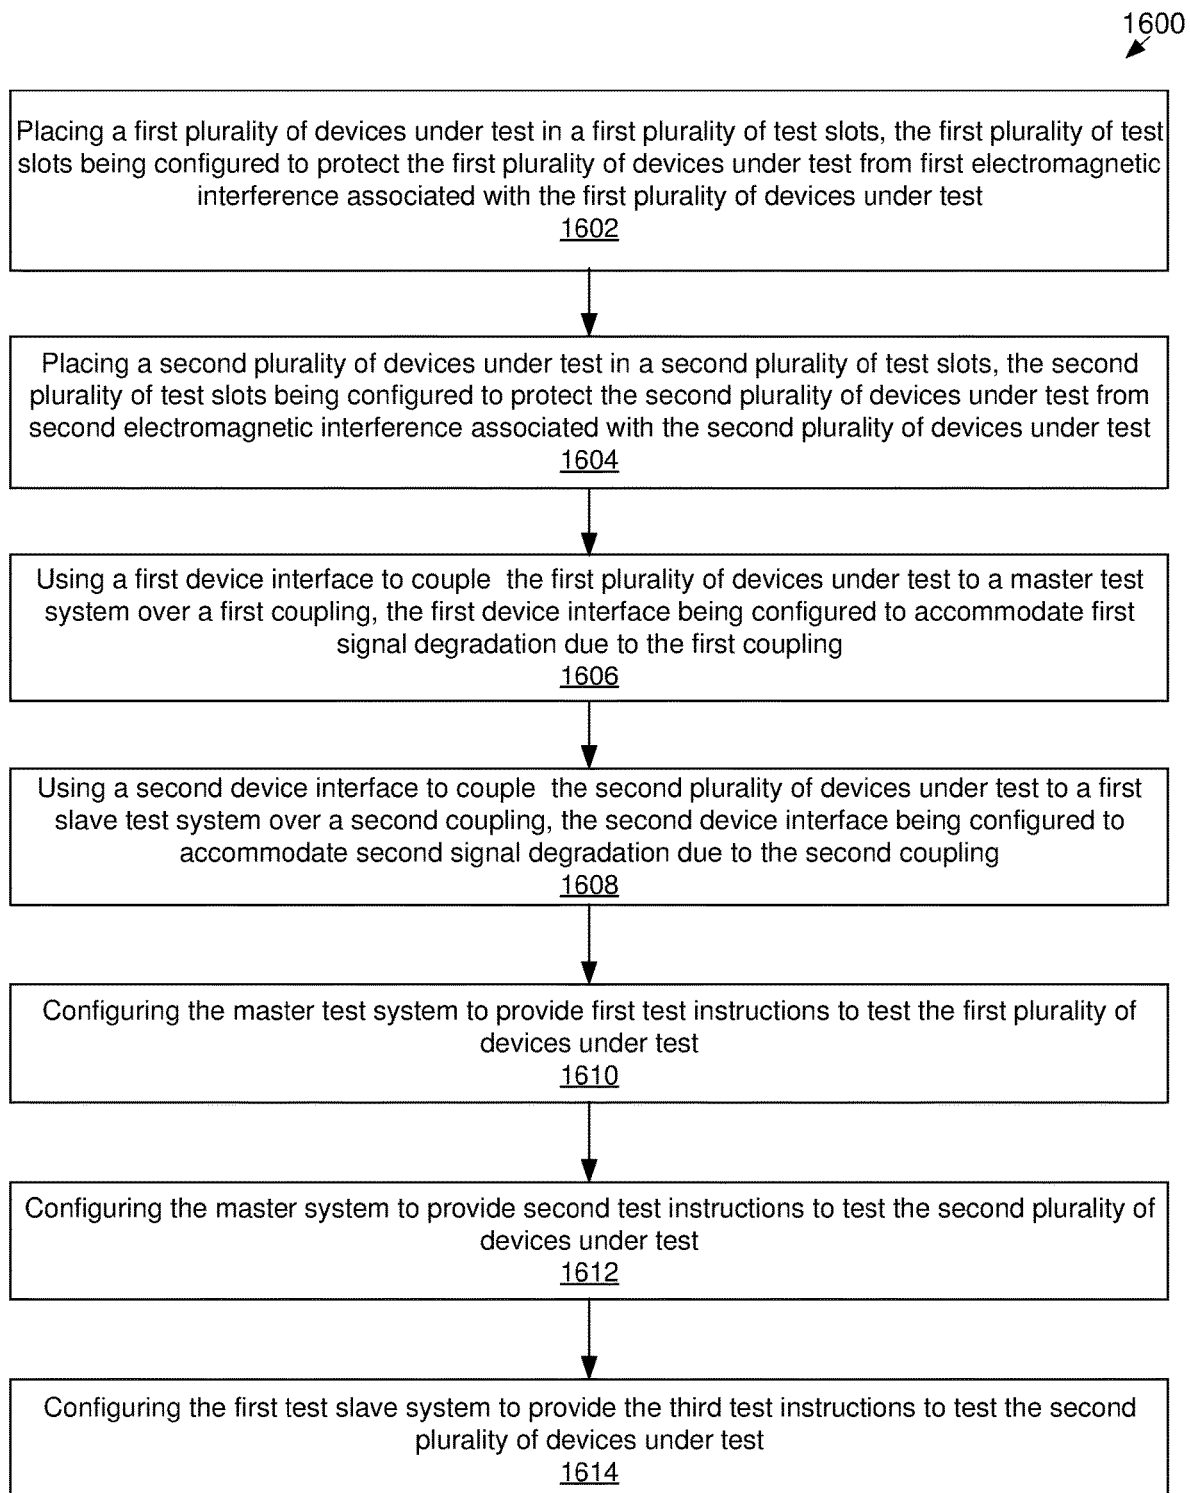 1600
Placing a first plurality of devices under test in a first plurality of test slots, the first plurality of test
slots being configured to protect the first plurality of devices under test from first electromagnetic
interference associated with the first plurality of devices under test
1602
Placing a second plurality of devices under test in a second plurality of test slots, the second
plurality of test slots being configured to protect the second plurality of devices under test from
second electromagnetic interference associated with the second plurality of devices under test
1604
Using a first device interface to couple the first plurality of devices under test to a master test
system over a first coupling, the first device interface being configured to accommodate first
signal degradation due to the first coupling
1606
Using a second device interface to couple the second plurality of devices under test to a first
slave test system over a second coupling, the second device interface being configured to
accommodate second signal degradation due to the second coupling
1608
Configuring the master test system to provide first test instructions to test the first plurality of
devices under test
1610
Configuring the master system to provide second test instructions to test the second plurality of
devices under test
1612
Configuring the first test slave system to provide the third test instructions to test the second
plurality of devices under test
1614